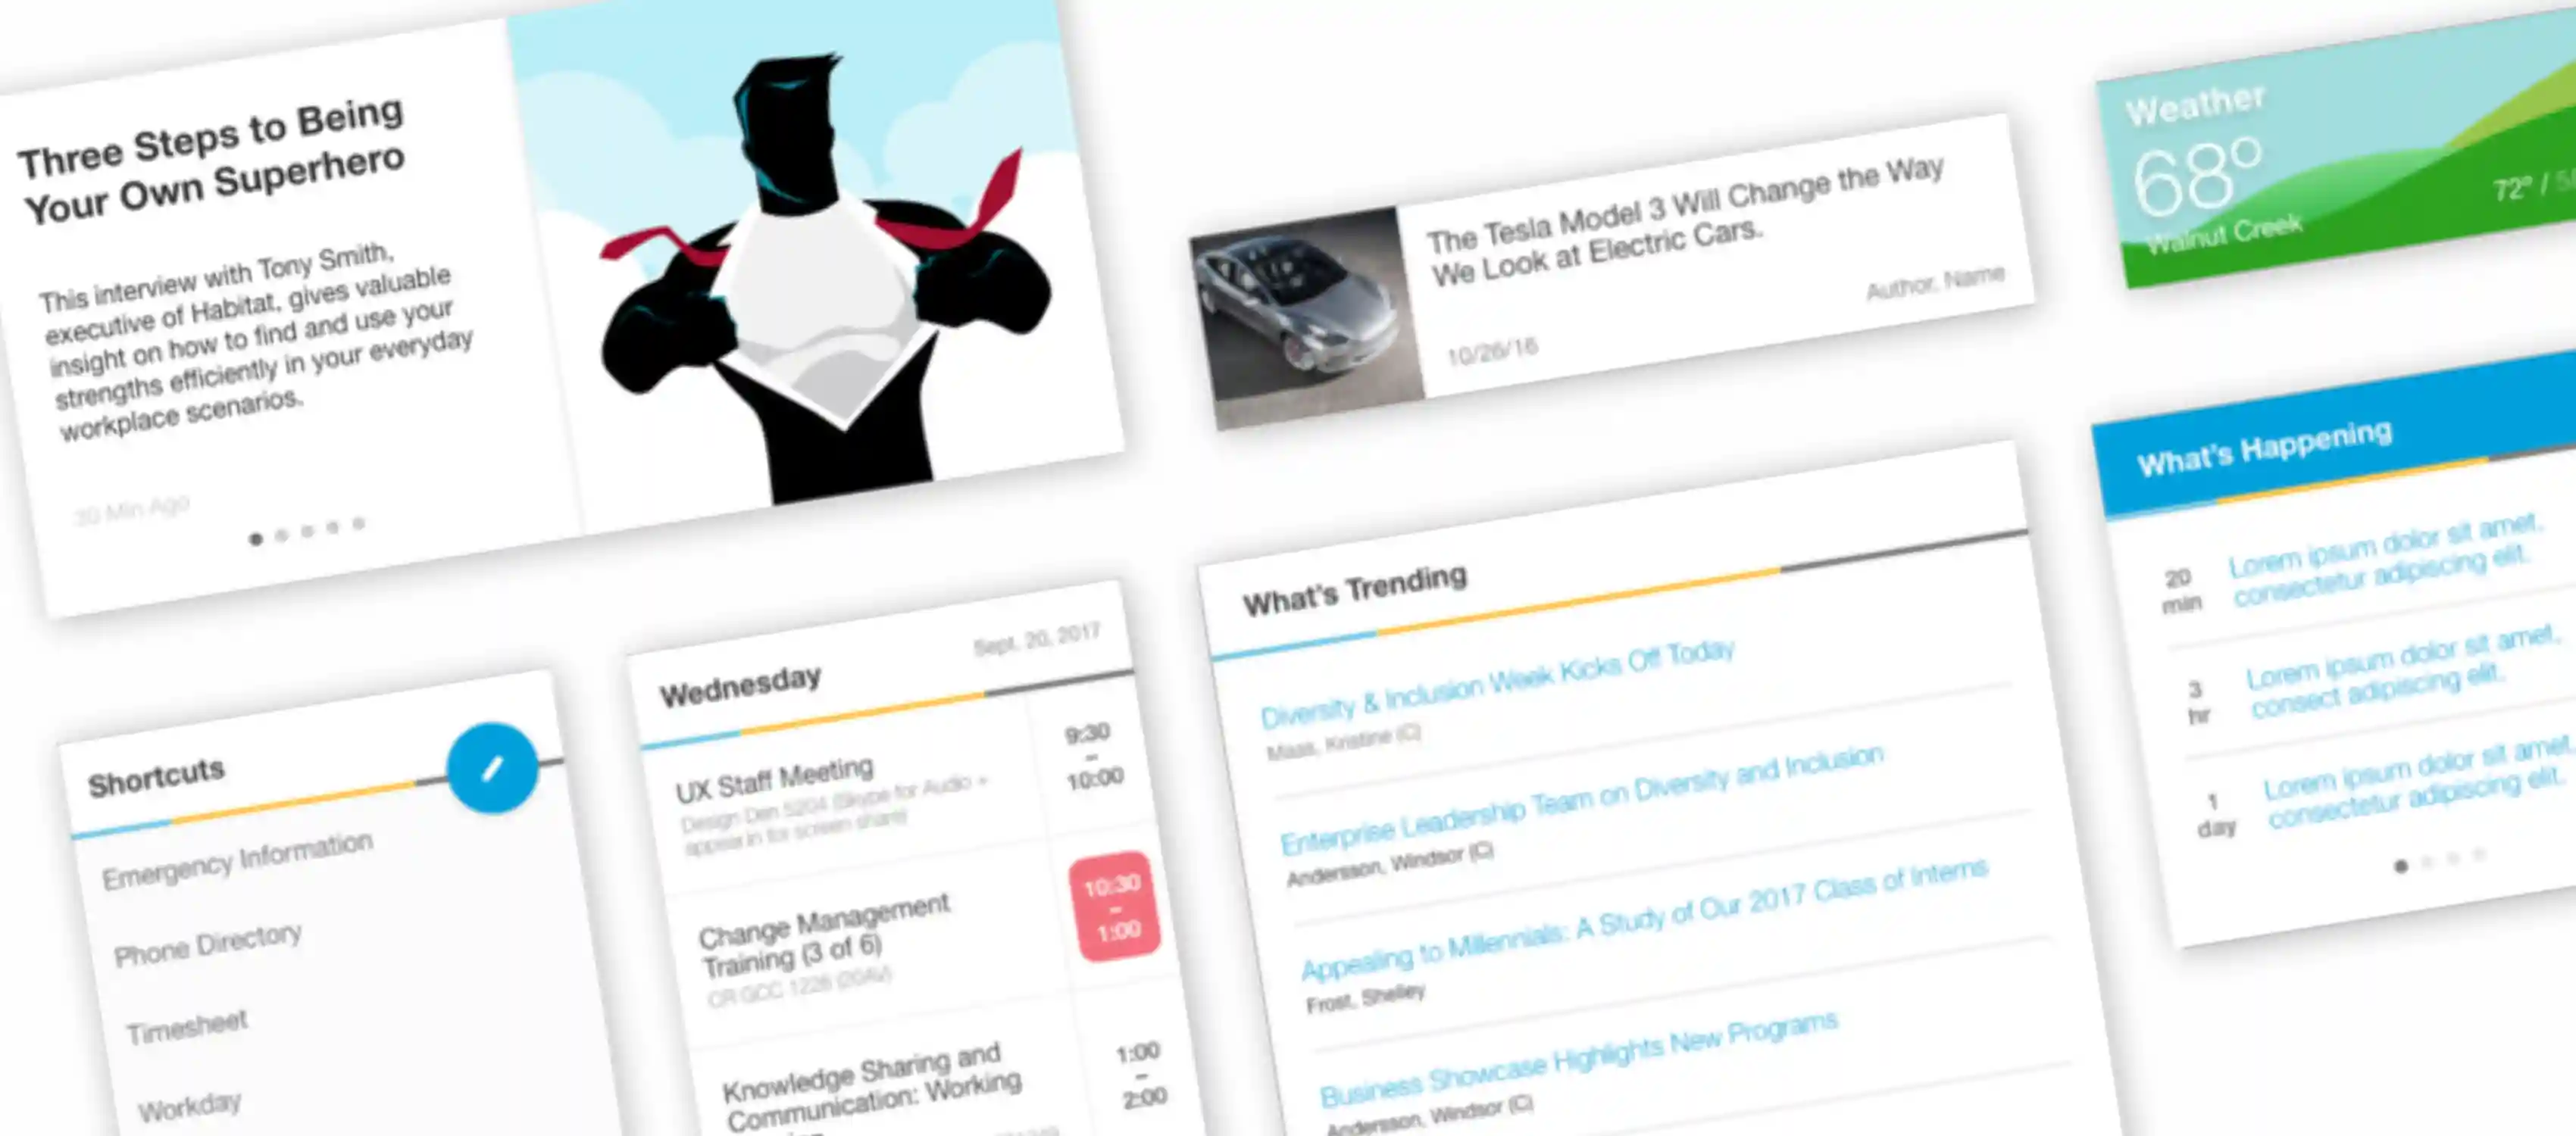 Three Steps to Being
Your Own Superhero
This interview with Tony Smith,
executive of Habitat, gives valuable
insight on how to find and use your
strengths efficiently in your everyday
workplace scenarios.
30 Min Ago
The Tesla Model 3 Will Change the Way
We Look at Electric Cars.
Author, Name
10/26/16
Weather
68°
72° /
Walnut Creek
Shortcuts
Emergency Information
Phone Directory
Timesheet
Workday
Wednesday
Sept. 20, 2017
UX Staff Meeting
Design Den 5204 (Skype for Audio +
appear.in for screen share)
9:30
–
10:00
Change Management
Training (3 of 6)
CR GCC 1226 (20AV)
10:30
–
1:00
Knowledge Sharing and
Communication: Working
1:00
–
2:00
What's Trending
Diversity & Inclusion Week Kicks Off Today
Maas, Kristine (C)
Enterprise Leadership Team on Diversity and Inclusion
Andersson, Windsor (C)
Appealing to Millennials: A Study of Our 2017 Class of Interns
Frost, Shelley
Business Showcase Highlights New Programs
Andersson, Windsor (C)
What's Happening
20
min
Lorem ipsum dolor sit amet,
consectetur adipiscing elit.
3
hr
Lorem ipsum dolor sit amet,
consect adipiscing elit.
1
day
Lorem ipsum dolor sit amet,
consectetur adipiscing elit.